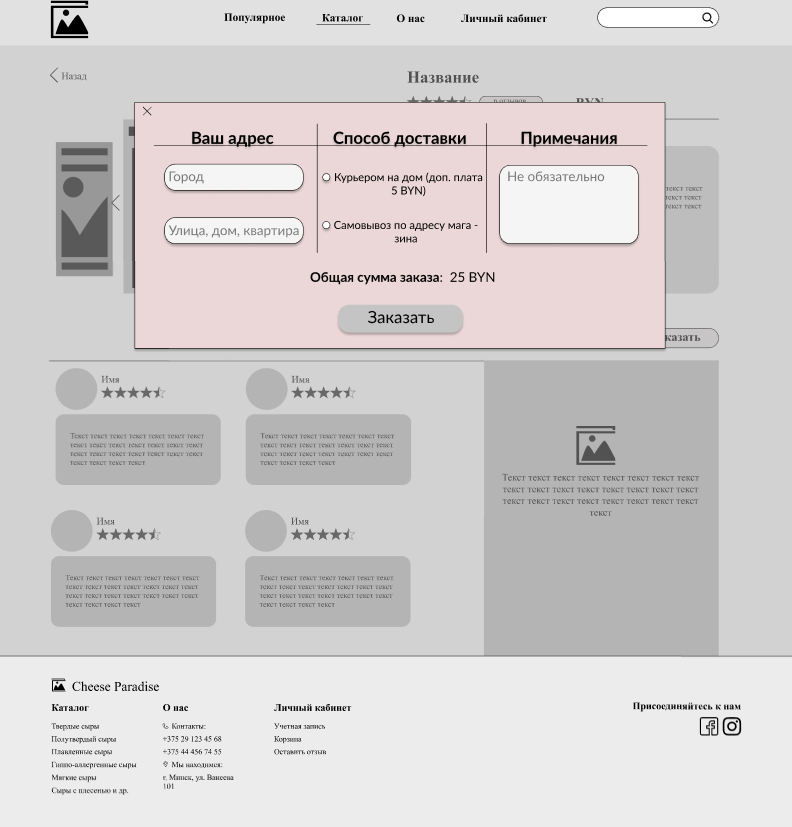 Популярное Каталог О нас Личный кабинет
Назад
Название
BYN
Ваш адрес
Способ доставки
Примечания
Город
Улица, дом, квартира
Курьером на дом (доп. плата
5 BYN)
Самовывоз по адресу мага -
зина
Не обязательно
Общая сумма заказа: 25 BYN
Заказать
текст текст
текст текст
текст текст
казать
Имя
Текст текст текст текст текст текст текст
текст текст текст текст текст текст текст
текст текст текст текст текст текст текст
текст текст текст текст
Имя
Текст текст текст текст текст текст текст
текст текст текст текст текст текст текст
текст текст текст текст текст текст текст
текст текст текст текст
Имя
Текст текст текст текст текст текст текст
текст текст текст текст текст текст текст
текст текст текст текст текст текст текст
текст текст текст текст
Имя
Текст текст текст текст текст текст текст
текст текст текст текст текст текст текст
текст текст текст текст текст текст текст
текст текст текст текст
Текст текст текст текст текст текст текст текст
текст текст текст текст текст текст текст текст
текст текст текст текст текст текст текст текст
текст
Cheese Paradise
Каталог
Твердые сыры
Полутвердый сыры
Плавленные сыры
Гиппо-аллергенные сыры
Мягкие сыры
Сыры с плесенью и др.
О нас
Контакты:
+375 29 123 45 68
+375 44 456 74 55
Мы находимся:
г. Минск, ул. Ванеева
101
Личный кабинет
Учетная запись
Корзина
Оставить отзыв
Присоединяйтесь к нам